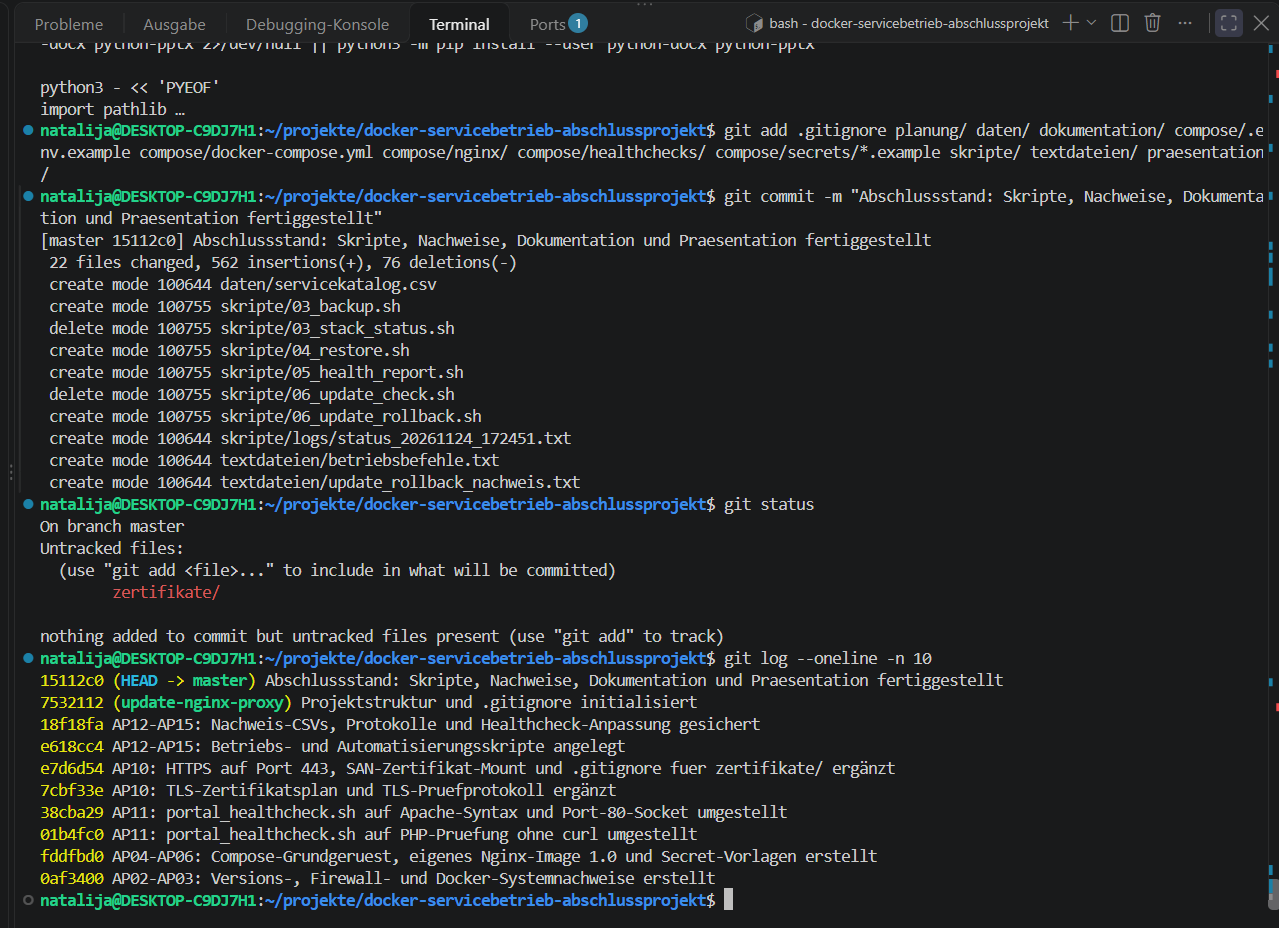 Probleme Ausgabe Debugging-Konsole Terminal Ports 1 bash - docker-servicebetrieb-abschlussprojekt
-docx python-pptx 2>/dev/null || python3 -m pip install --user python-docx python-pptx
python3 - << 'PYEOF'
import pathlib …
natalija@DESKTOP-C9DJ7H1:~/projekte/docker-servicebetrieb-abschlussprojekt$ git add .gitignore planung/ daten/ dokumentation/ compose/.e
nv.example compose/docker-compose.yml compose/nginx/ compose/healthchecks/ compose/secrets/*.example skripte/ textdateien/ praesentation
/
natalija@DESKTOP-C9DJ7H1:~/projekte/docker-servicebetrieb-abschlussprojekt$ git commit -m "Abschlussstand: Skripte, Nachweise, Dokumenta
tion und Praesentation fertiggestellt"
[master 15112c0] Abschlussstand: Skripte, Nachweise, Dokumentation und Praesentation fertiggestellt
22 files changed, 562 insertions(+), 76 deletions(-)
create mode 100644 daten/servicekatalog.csv
create mode 100755 skripte/03_backup.sh
delete mode 100755 skripte/03_stack_status.sh
create mode 100755 skripte/04_restore.sh
create mode 100755 skripte/05_health_report.sh
delete mode 100755 skripte/06_update_check.sh
create mode 100755 skripte/06_update_rollback.sh
create mode 100644 skripte/logs/status_20261124_172451.txt
create mode 100644 textdateien/betriebsbefehle.txt
create mode 100644 textdateien/update_rollback_nachweis.txt
natalija@DESKTOP-C9DJ7H1:~/projekte/docker-servicebetrieb-abschlussprojekt$ git status
On branch master
Untracked files:
(use "git add <file>..." to include in what will be committed)
zertifikate/
nothing added to commit but untracked files present (use "git add" to track)
natalija@DESKTOP-C9DJ7H1:~/projekte/docker-servicebetrieb-abschlussprojekt$ git log --oneline -n 10
15112c0 (HEAD -> master) Abschlussstand: Skripte, Nachweise, Dokumentation und Praesentation fertiggestellt
7532112 (update-nginx-proxy) Projektstruktur und .gitignore initialisiert
18f18fa AP12-AP15: Nachweis-CSVs, Protokolle und Healthcheck-Anpassung gesichert
e618cc4 AP12-AP15: Betriebs- und Automatisierungsskripte angelegt
e7d6d54 AP10: HTTPS auf Port 443, SAN-Zertifikat-Mount und .gitignore fuer zertifikate/ ergänzt
7cbf33e AP10: TLS-Zertifikatsplan und TLS-Pruefprotokoll ergänzt
38cba29 AP11: portal_healthcheck.sh auf Apache-Syntax und Port-80-Socket umgestellt
01b4fc0 AP11: portal_healthcheck.sh auf PHP-Pruefung ohne curl umgestellt
fddfbd0 AP04-AP06: Compose-Grundgeruest, eigenes Nginx-Image 1.0 und Secret-Vorlagen erstellt
0af3400 AP02-AP03: Versions-, Firewall- und Docker-Systemnachweise erstellt
natalija@DESKTOP-C9DJ7H1:~/projekte/docker-servicebetrieb-abschlussprojekt$